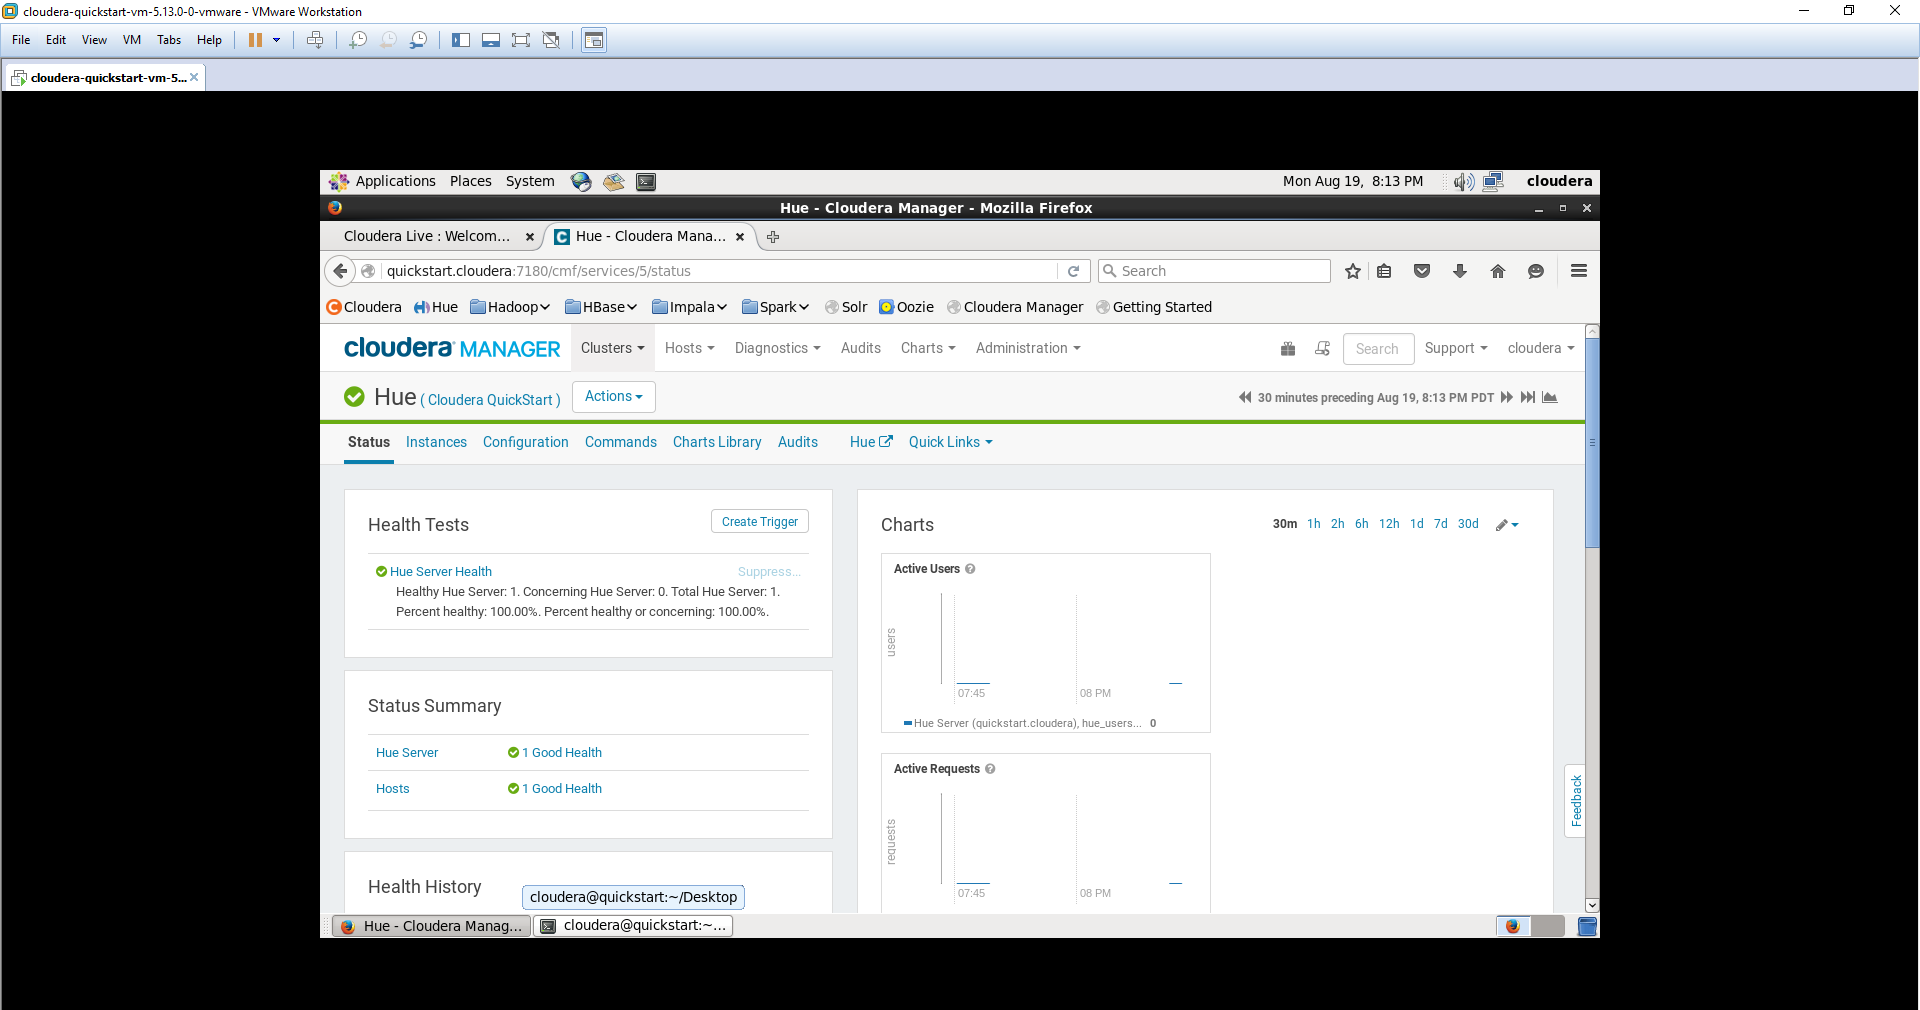 cloudera-quickstart-vm-5.13.0-0-vmware - VMware Workstation
File Edit View VM Tabs Help
cloudera-quickstart-vm-5...
Applications Places System Mon Aug 19, 8:13 PM cloudera
Hue - Cloudera Manager - Mozilla Firefox
Cloudera Live : Welcom... Hue - Cloudera Mana...
quickstart.cloudera:7180/cmf/services/5/status Search
Cloudera Hue Hadoop HBase Impala Spark Solr Oozie Cloudera Manager Getting Started
cloudera MANAGER Clusters Hosts Diagnostics Audits Charts Administration Search Support cloudera
Hue ( Cloudera QuickStart ) Actions 30 minutes preceding Aug 19, 8:13 PM PDT
Status Instances Configuration Commands Charts Library Audits Hue Quick Links
Health Tests Create Trigger
Hue Server Health Suppress...
Healthy Hue Server: 1. Concerning Hue Server: 0. Total Hue Server: 1.
Percent healthy: 100.00%. Percent healthy or concerning: 100.00%.
Status Summary
Hue Server 1 Good Health
Hosts 1 Good Health
Health History
Charts 30m 1h 2h 6h 12h 1d 7d 30d
Active Users
users
07:45 08 PM
Hue Server (quickstart.cloudera), hue_users... 0
Active Requests
requests
07:45 08 PM
Feedback
cloudera@quickstart:~/Desktop
Hue - Cloudera Manag... cloudera@quickstart:~...